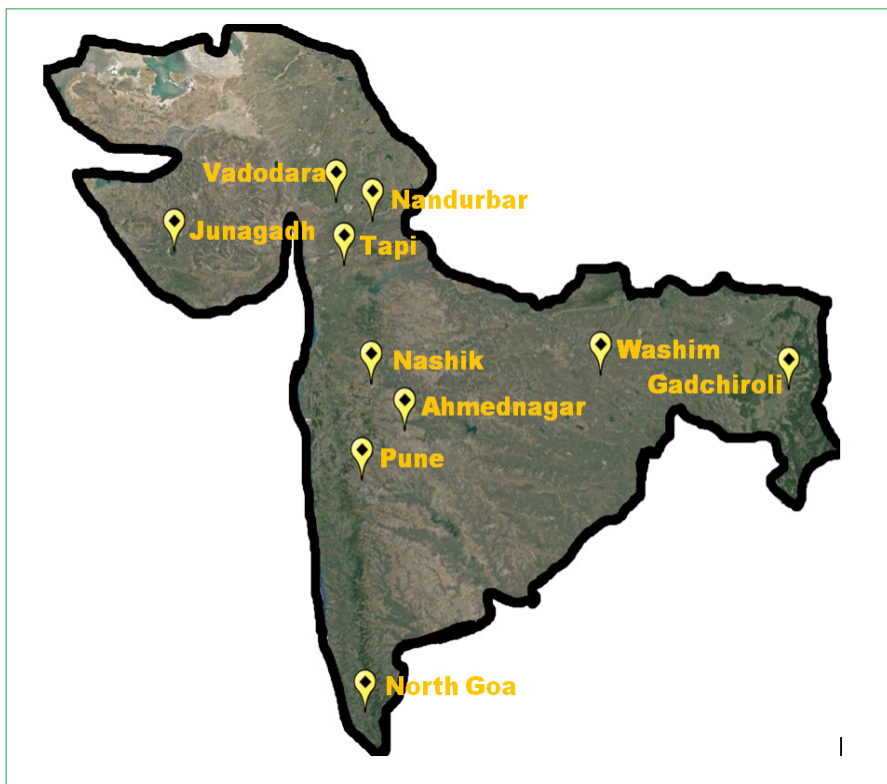 Vadodara
Nandurbar
Junagadh
Tapi
Nashik
Washim
Gadchiroli
Ahmednagar
Pune
North Goa